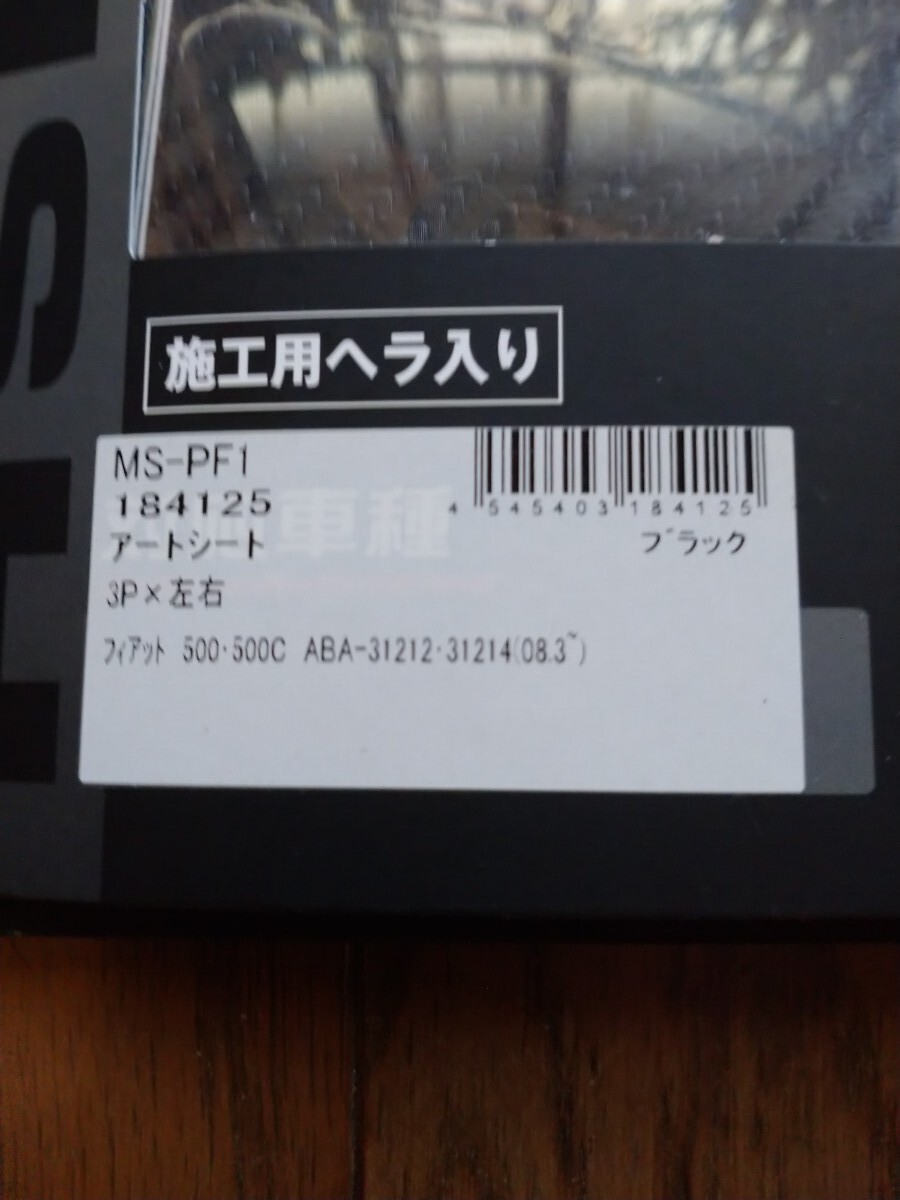 施工用ヘラ入り
MS-PF1
184125
4 545403 184125
アートシート
ブラック
車種
3P×左右
フィアット 500・500C ABA-31212・31214(08.3~)